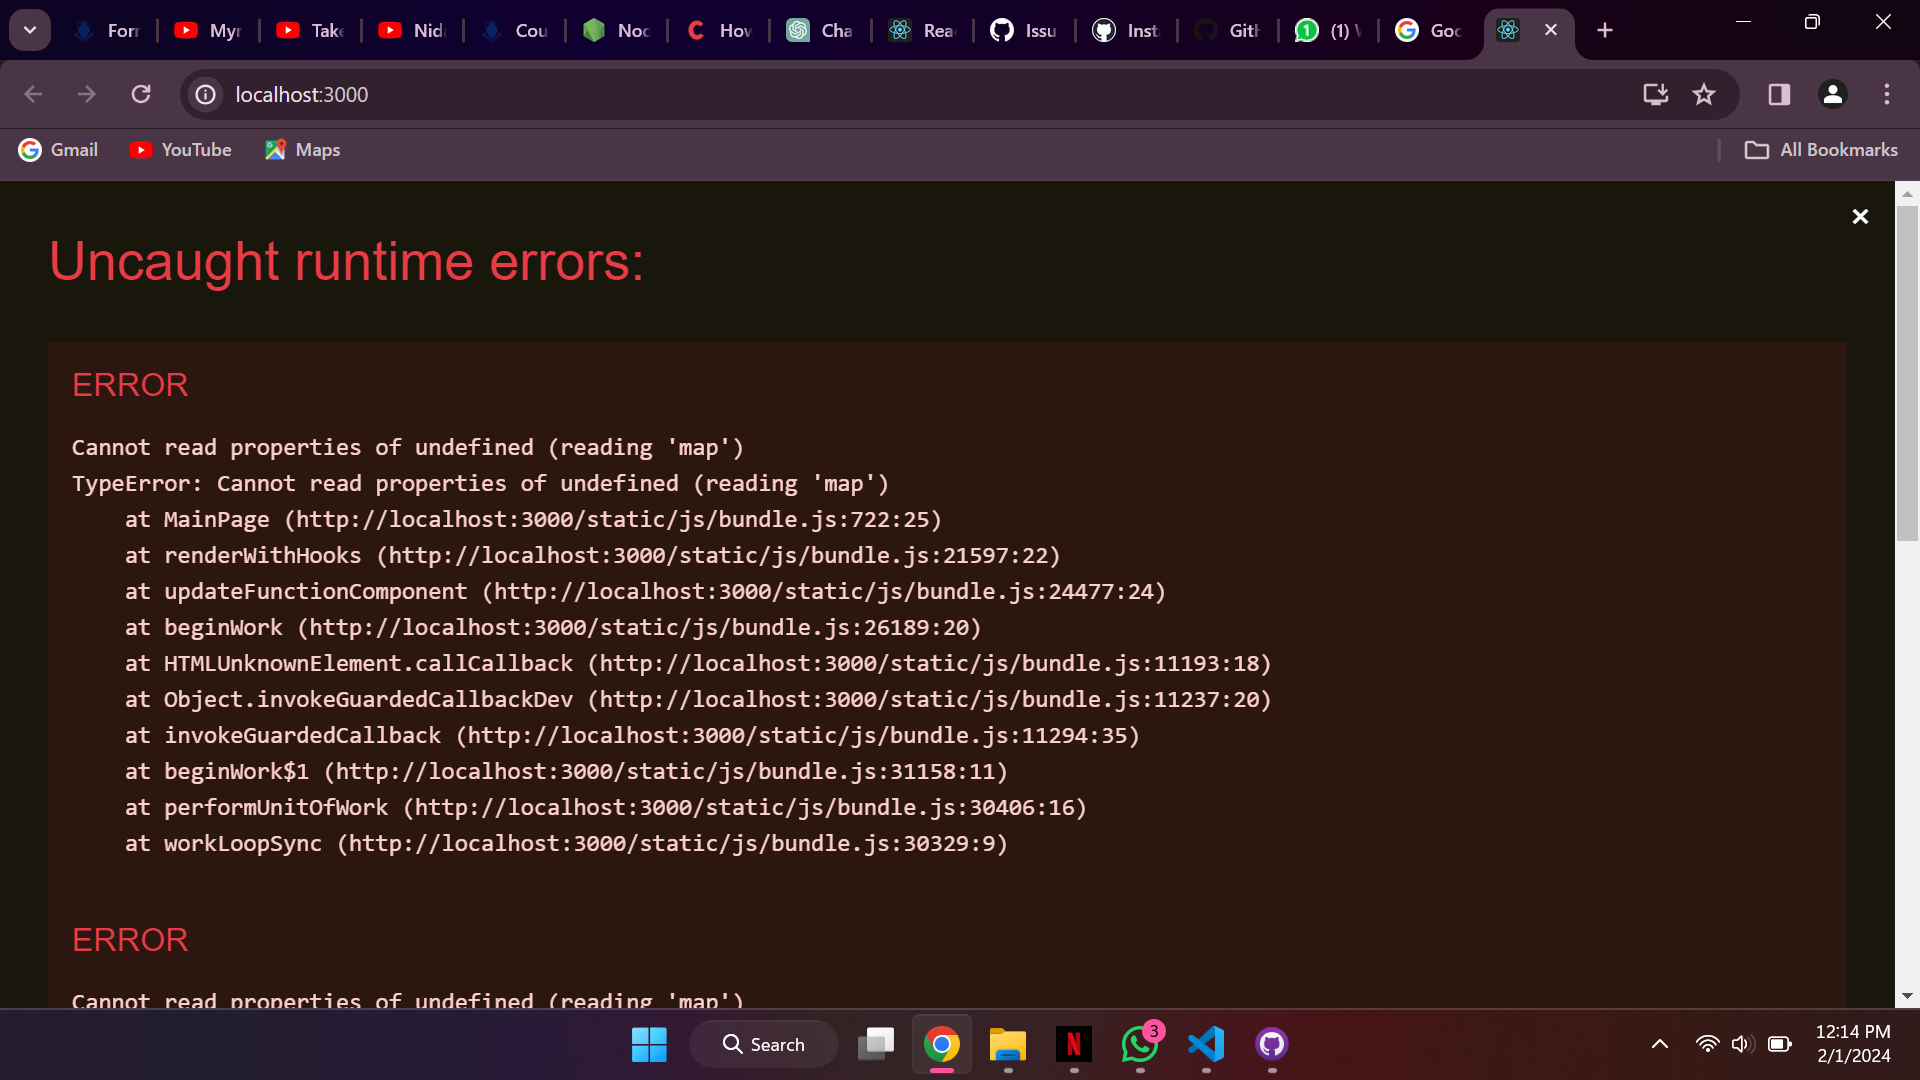 For
Myr
Take
Nida
Cou
Nod
How
Cha
Rea
Issu
Inst
Gith
(1) W
Goo
localhost:3000
Gmail
YouTube
Maps
All Bookmarks
Uncaught runtime errors:
ERROR
Cannot read properties of undefined (reading 'map')
TypeError: Cannot read properties of undefined (reading 'map')
at MainPage (http://localhost:3000/static/js/bundle.js:722:25)
at renderWithHooks (http://localhost:3000/static/js/bundle.js:21597:22)
at updateFunctionComponent (http://localhost:3000/static/js/bundle.js:24477:24)
at beginWork (http://localhost:3000/static/js/bundle.js:26189:20)
at HTMLUnknownElement.callCallback (http://localhost:3000/static/js/bundle.js:11193:18)
at Object.invokeGuardedCallbackDev (http://localhost:3000/static/js/bundle.js:11237:20)
at invokeGuardedCallback (http://localhost:3000/static/js/bundle.js:11294:35)
at beginWork$1 (http://localhost:3000/static/js/bundle.js:31158:11)
at performUnitOfWork (http://localhost:3000/static/js/bundle.js:30406:16)
at workLoopSync (http://localhost:3000/static/js/bundle.js:30329:9)
ERROR
Cannot read properties of undefined (reading 'map')
Search
3
12:14 PM
2/1/2024